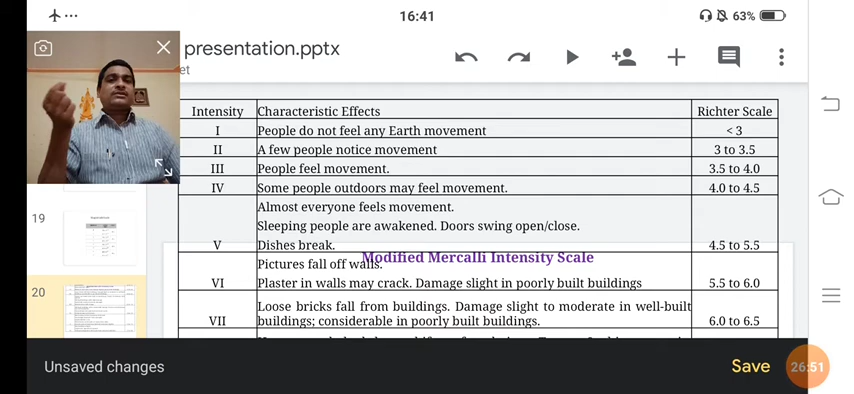 16:41
63%
presentation.pptx
et
Intensity Characteristic Effects Richter Scale
I People do not feel any Earth movement < 3
II A few people notice movement 3 to 3.5
III People feel movement. 3.5 to 4.0
IV Some people outdoors may feel movement. 4.0 to 4.5
Almost everyone feels movement.
Sleeping people are awakened. Doors swing open/close.
V Dishes break. 4.5 to 5.5
Modified Mercalli Intensity Scale
Pictures fall off walls.
VI Plaster in walls may crack. Damage slight in poorly built buildings 5.5 to 6.0
Loose bricks fall from buildings. Damage slight to moderate in well-built
VII buildings; considerable in poorly built buildings. 6.0 to 6.5
19
20
Unsaved changes
Save
26:51